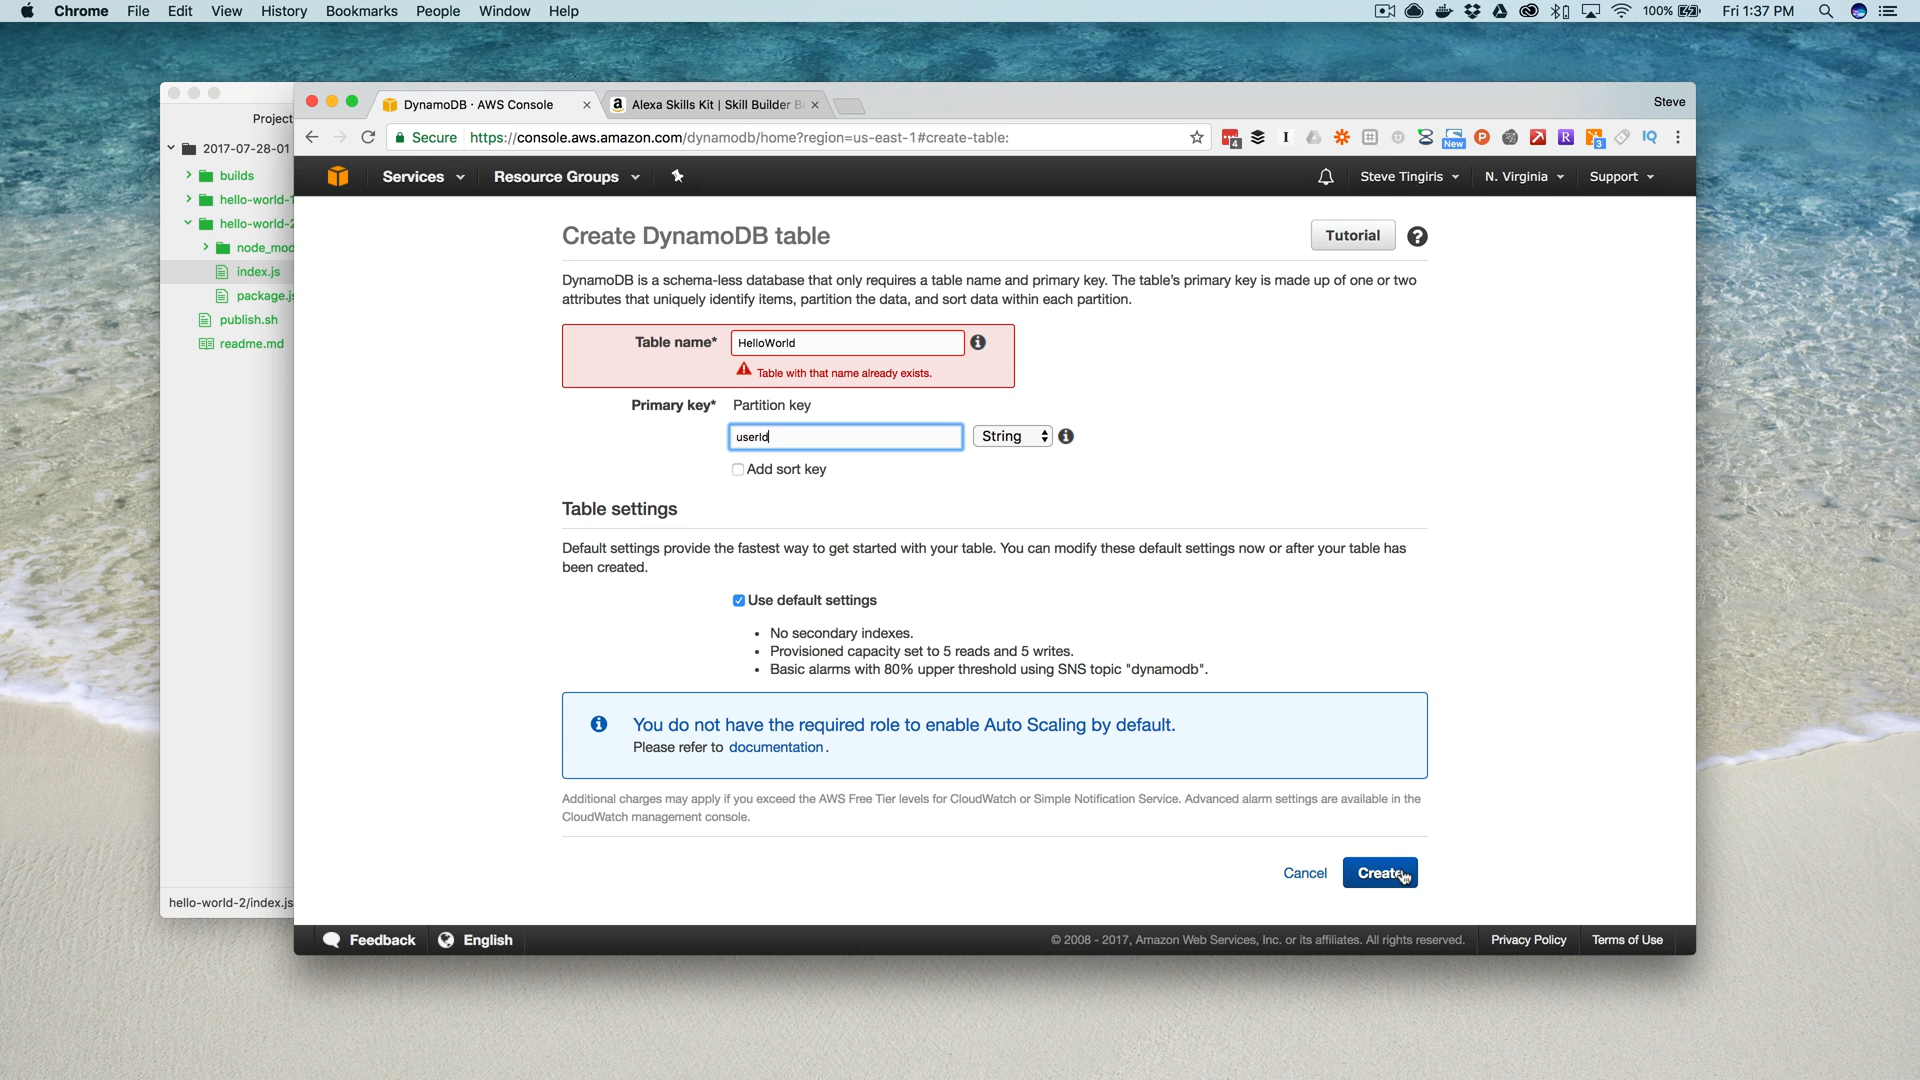 Chrome File Edit View History Bookmarks People Window Help
100% Fri 1:37 PM
Project
2017-07-28-01
builds
hello-world-1
hello-world-2
node_mod
index.js
package.js
publish.sh
readme.md
hello-world-2/index.js
DynamoDB · AWS Console
Alexa Skills Kit | Skill Builder B
Steve
Secure https://console.aws.amazon.com/dynamodb/home?region=us-east-1#create-table:
4 New 3 IQ
Services Resource Groups Steve Tingiris N. Virginia Support
Create DynamoDB table Tutorial
DynamoDB is a schema-less database that only requires a table name and primary key. The table's primary key is made up of one or two
attributes that uniquely identify items, partition the data, and sort data within each partition.
Table name* HelloWorld
Table with that name already exists.
Primary key* Partition key
userId String
Add sort key
Table settings
Default settings provide the fastest way to get started with your table. You can modify these default settings now or after your table has
been created.
Use default settings
• No secondary indexes.
• Provisioned capacity set to 5 reads and 5 writes.
• Basic alarms with 80% upper threshold using SNS topic "dynamodb".
You do not have the required role to enable Auto Scaling by default.
Please refer to documentation.
Additional charges may apply if you exceed the AWS Free Tier levels for CloudWatch or Simple Notification Service. Advanced alarm settings are available in the
CloudWatch management console.
Cancel Create
Feedback English © 2008 - 2017, Amazon Web Services, Inc. or its affiliates. All rights reserved. Privacy Policy Terms of Use